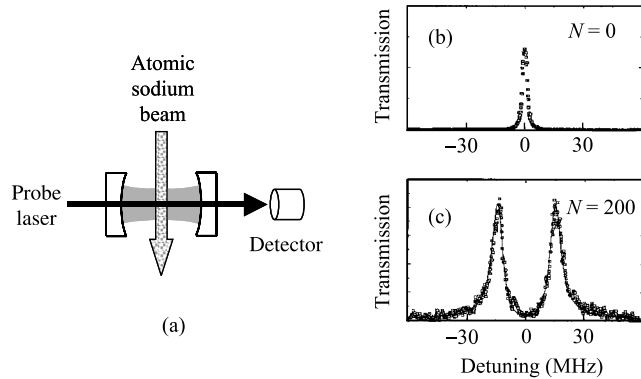 Atomic
sodium
beam
Probe
laser
Detector
(a)
(b)
N = 0
Transmission
−30
0
30
(c)
N = 200
Transmission
−30
0
30
Detuning (MHz)